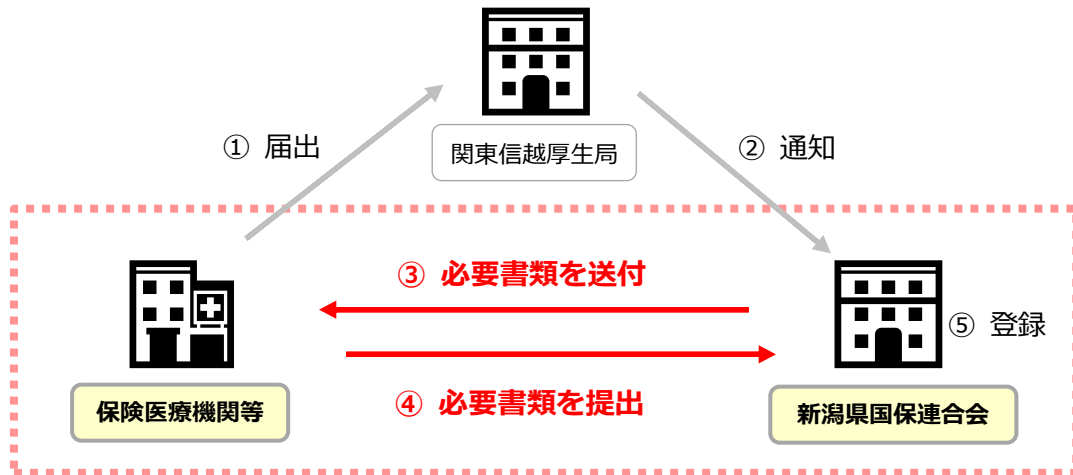 ① 届出
関東信越厚生局
② 通知
③ 必要書類を送付
⑤ 登録
④ 必要書類を提出
保険医療機関等
新潟県国保連合会